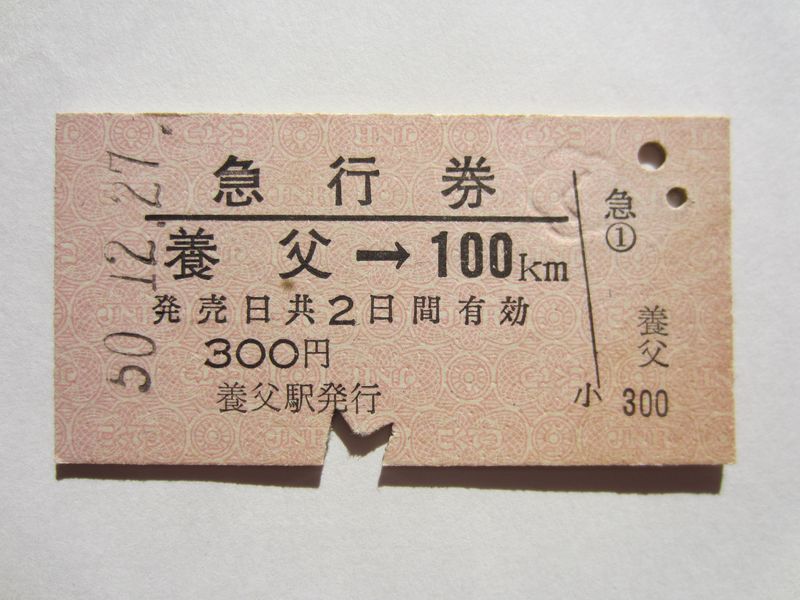 50.12.27.
急行券
養父→100km
発売日共2日間有効
300円
養父駅発行
急①
養父
小 300